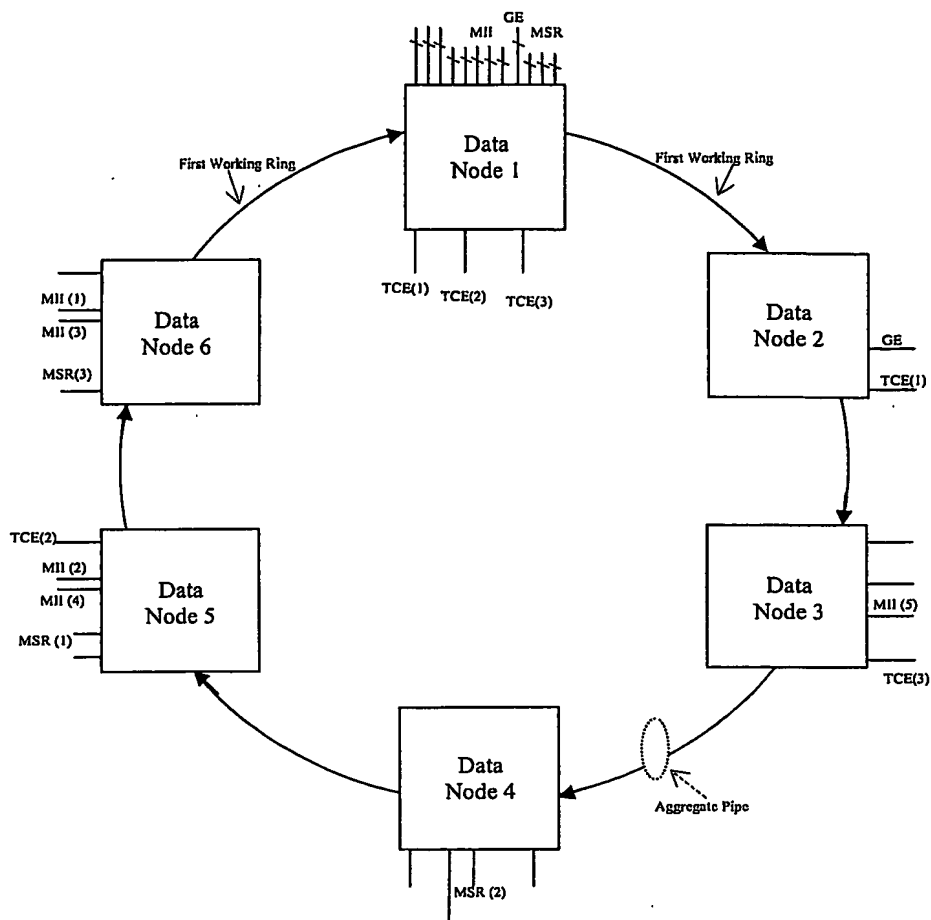 GE
MII
MSR
Data
Node 1
First Working Ring
First Working Ring
TCE(1)
TCE(2)
TCE(3)
MII (1)
MII (3)
MSR(3)
Data
Node 6
Data
Node 2
GE
TCE(1)
TCE(2)
MII (2)
MII (4)
MSR (1)
Data
Node 5
Data
Node 3
MII (5)
TCE(3)
Data
Node 4
Aggregate Pipe
MSR (2)